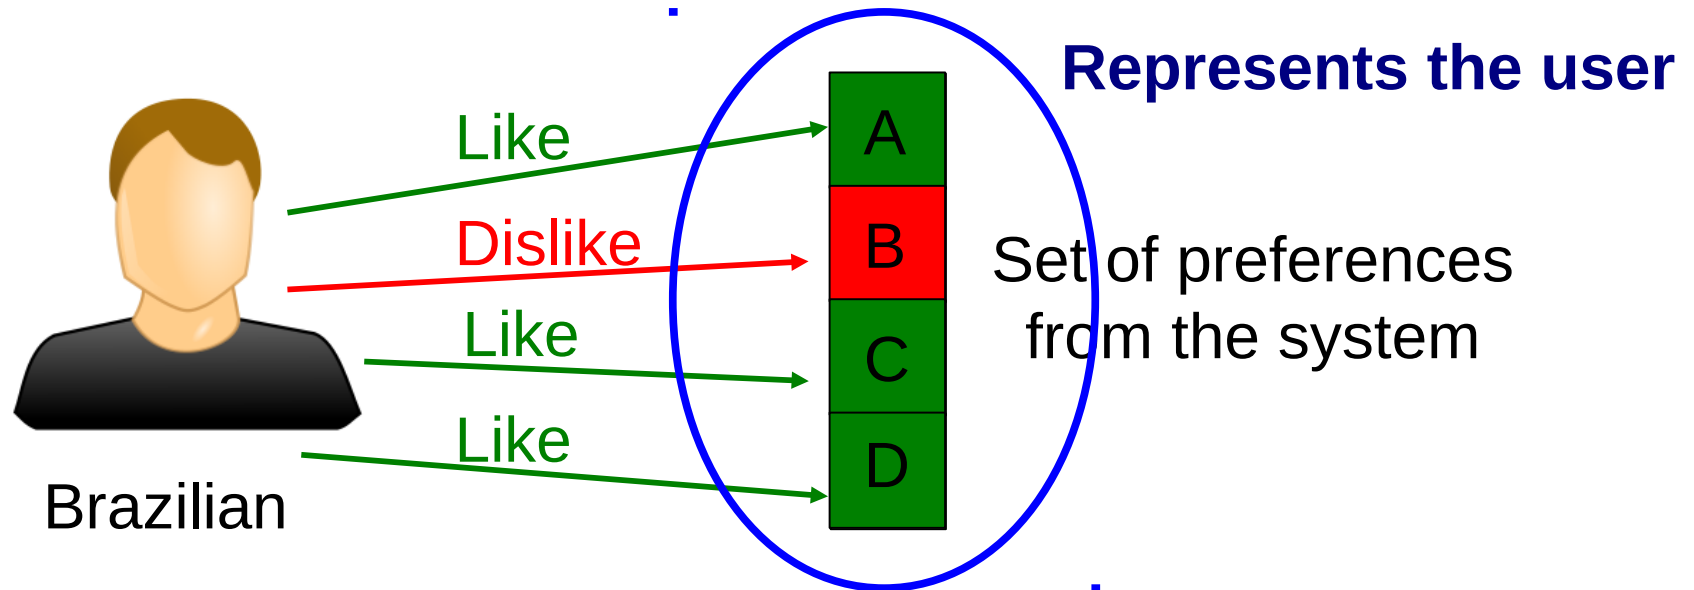 Represents the user
Like
A
Dislike
B
Set of preferences
from the system
Like
C
Like
D
Brazilian